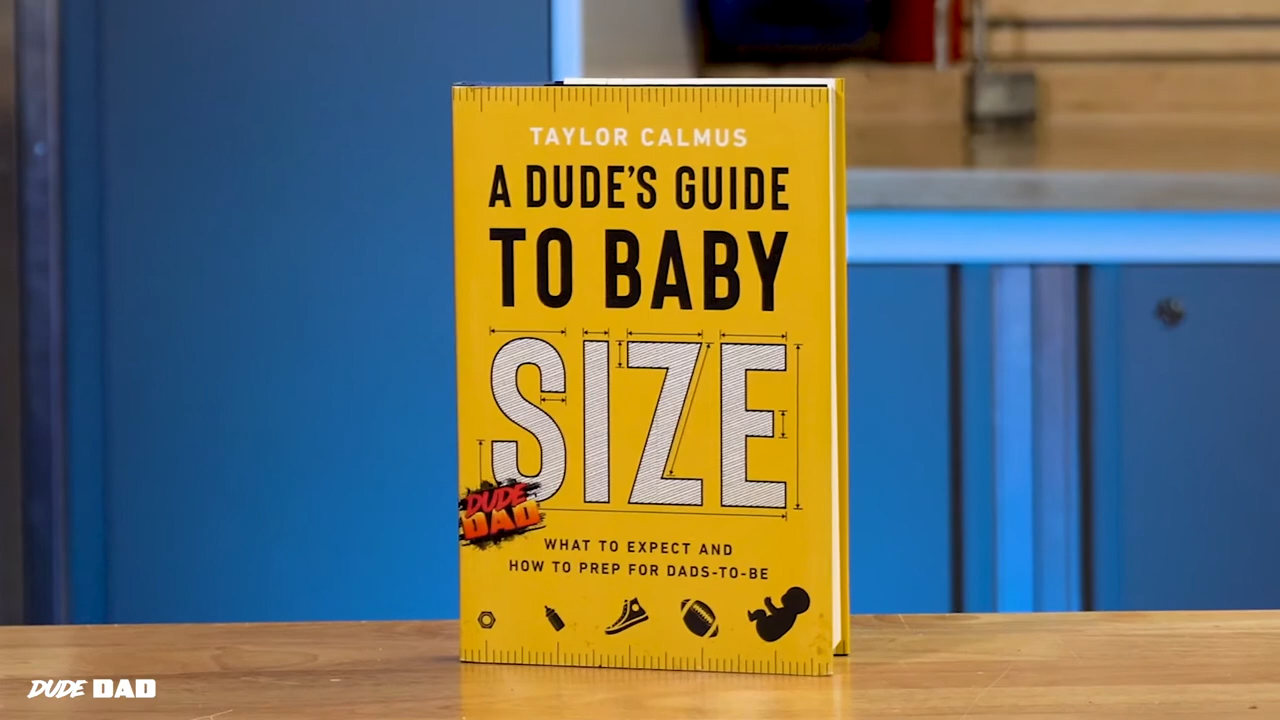 TAYLOR CALMUS
A DUDE'S GUIDE
TO BABY
SIZE
DUDE
DAD
WHAT TO EXPECT AND
HOW TO PREP FOR DADS-TO-BE
DUDE DAD